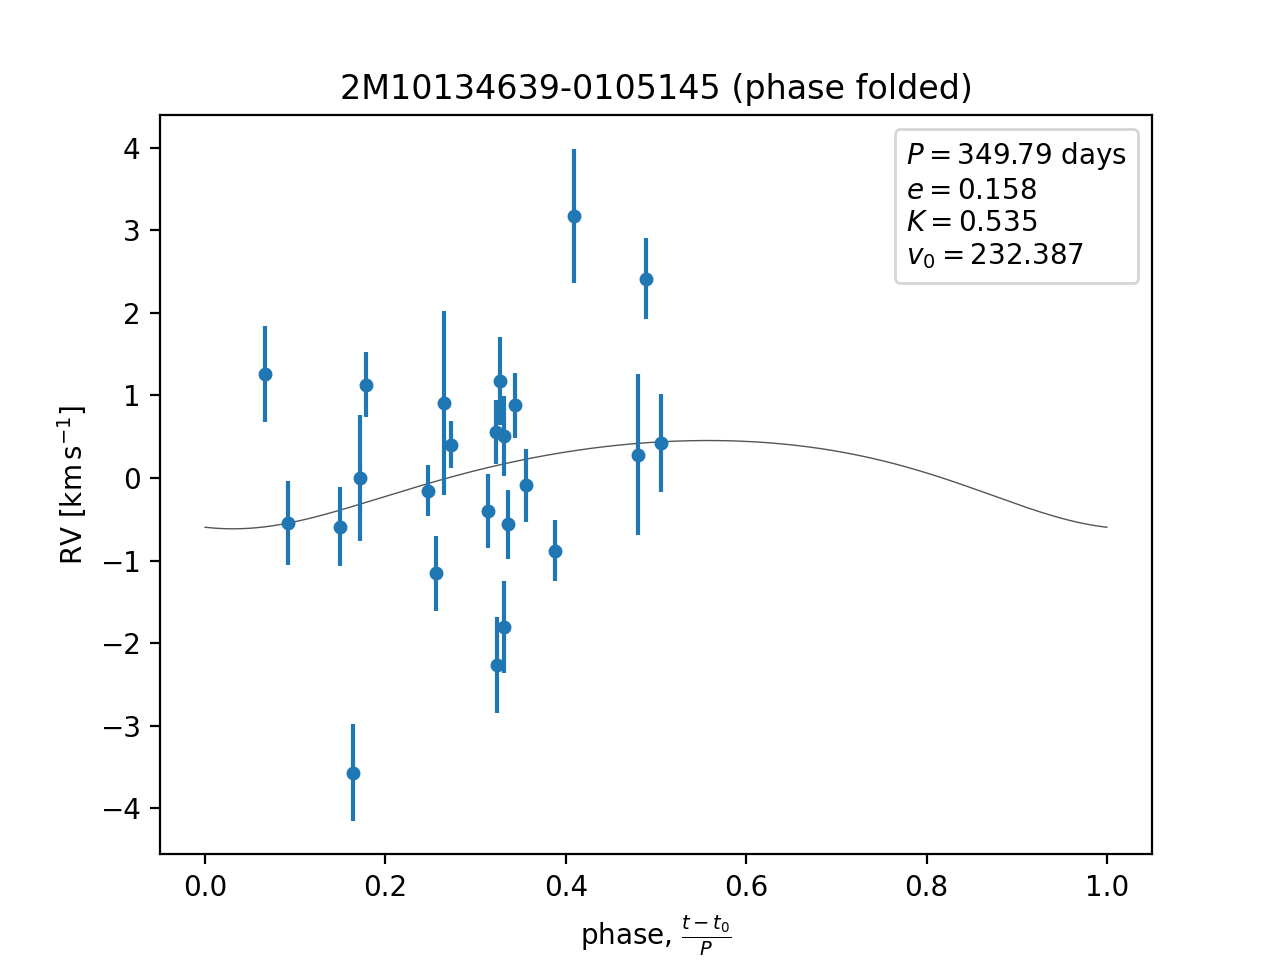 2M10134639-0105145 (phase folded)
P = 349.79 days
e = 0.158
K = 0.535
v₀ = 232.387
RV [km s⁻¹]
4
3
2
1
0
−1
−2
−3
−4
0.0 0.2 0.4 0.6 0.8 1.0
phase, (t − t₀)/P